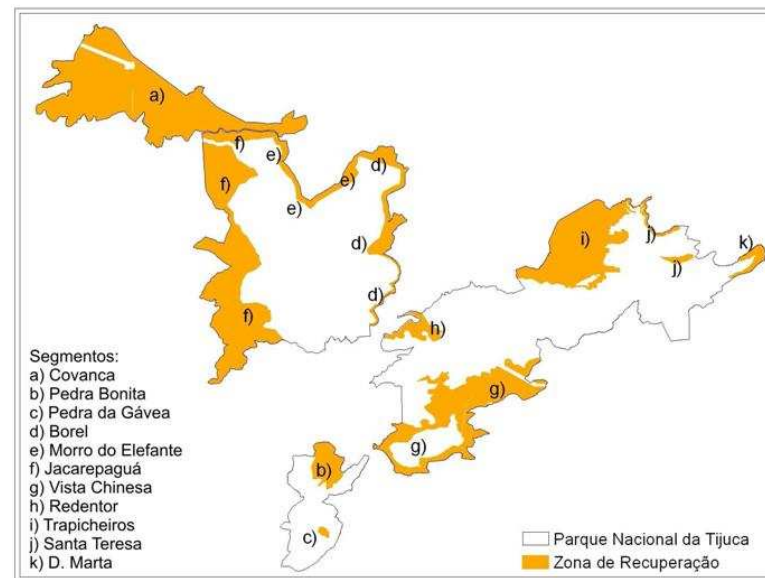 a)
f)
e)
d)
f)
e)
e)
i)
j)
k)
d)
j)
d)
f)
h)
g)
g)
b)
c)
Segmentos:
a) Covanca
b) Pedra Bonita
c) Pedra da Gávea
d) Borel
e) Morro do Elefante
f) Jacarepaguá
g) Vista Chinesa
h) Redentor
i) Trapicheiros
j) Santa Teresa
k) D. Marta
Parque Nacional da Tijuca
Zona de Recuperação